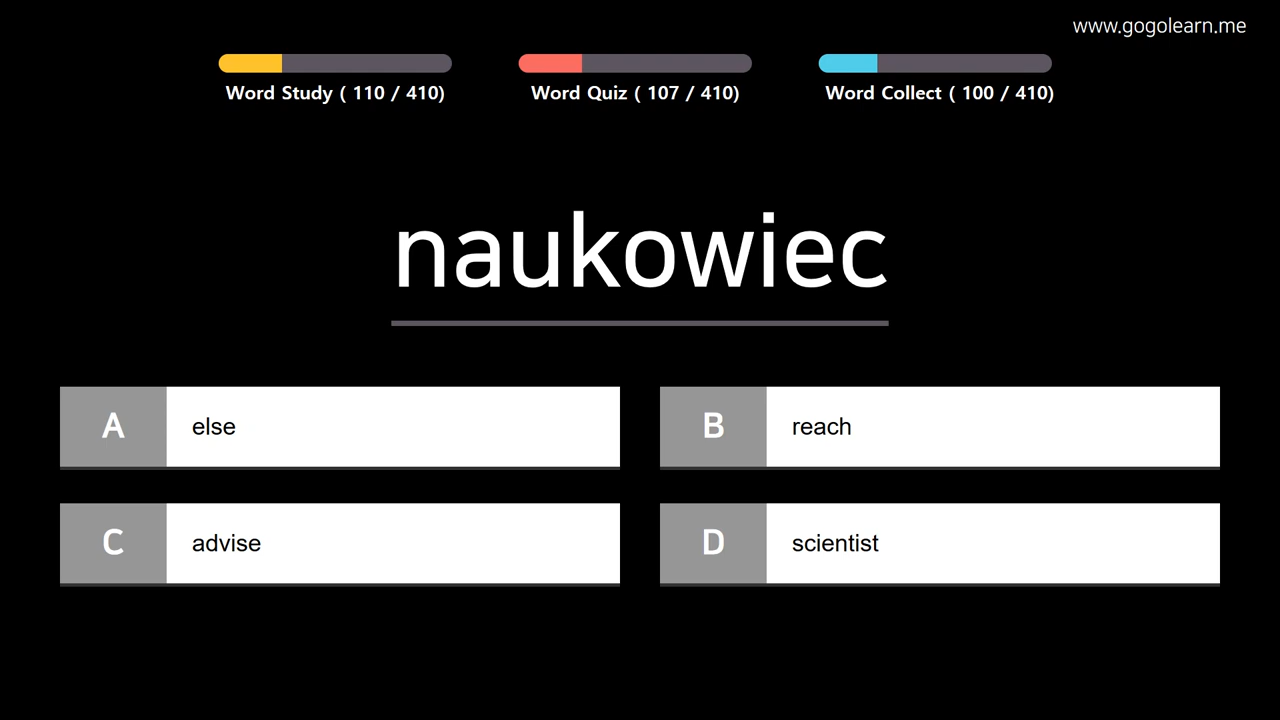 www.gogolearn.me
Word Study ( 110 / 410)
Word Quiz ( 107 / 410)
Word Collect ( 100 / 410)
naukowiec
A else
B reach
C advise
D scientist